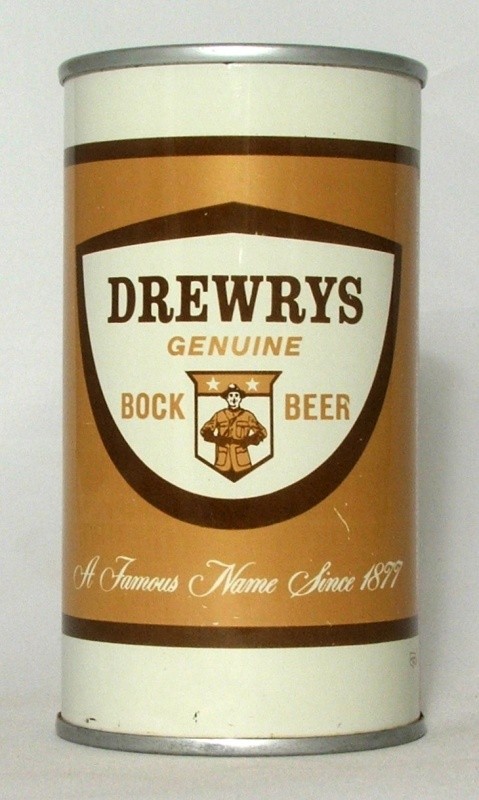 DREWRYS
GENUINE
BOCK BEER
A Famous Name Since 1877